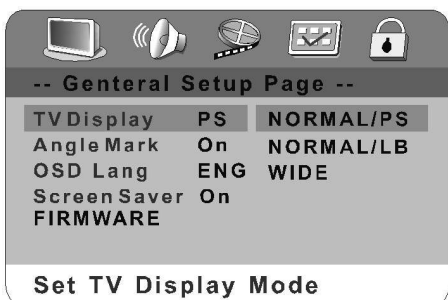 -- Genteral Setup Page --
TV Display PS NORMAL/PS
Angle Mark On NORMAL/LB
OSD Lang ENG WIDE
Screen Saver On
FIRMWARE
Set TV Display Mode